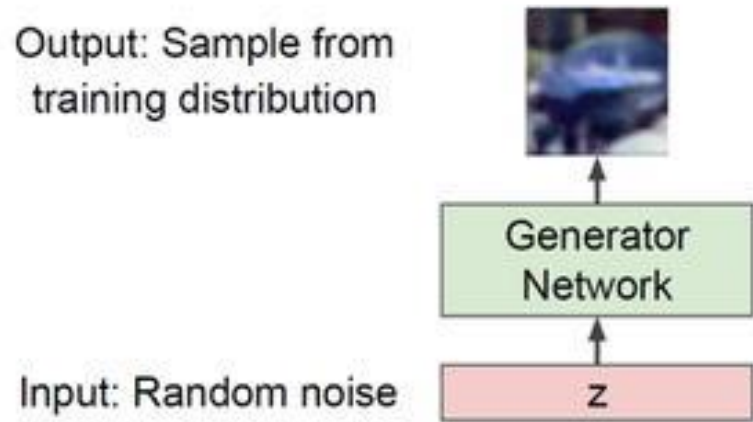 Output: Sample from
training distribution
Generator
Network
Input: Random noise
z